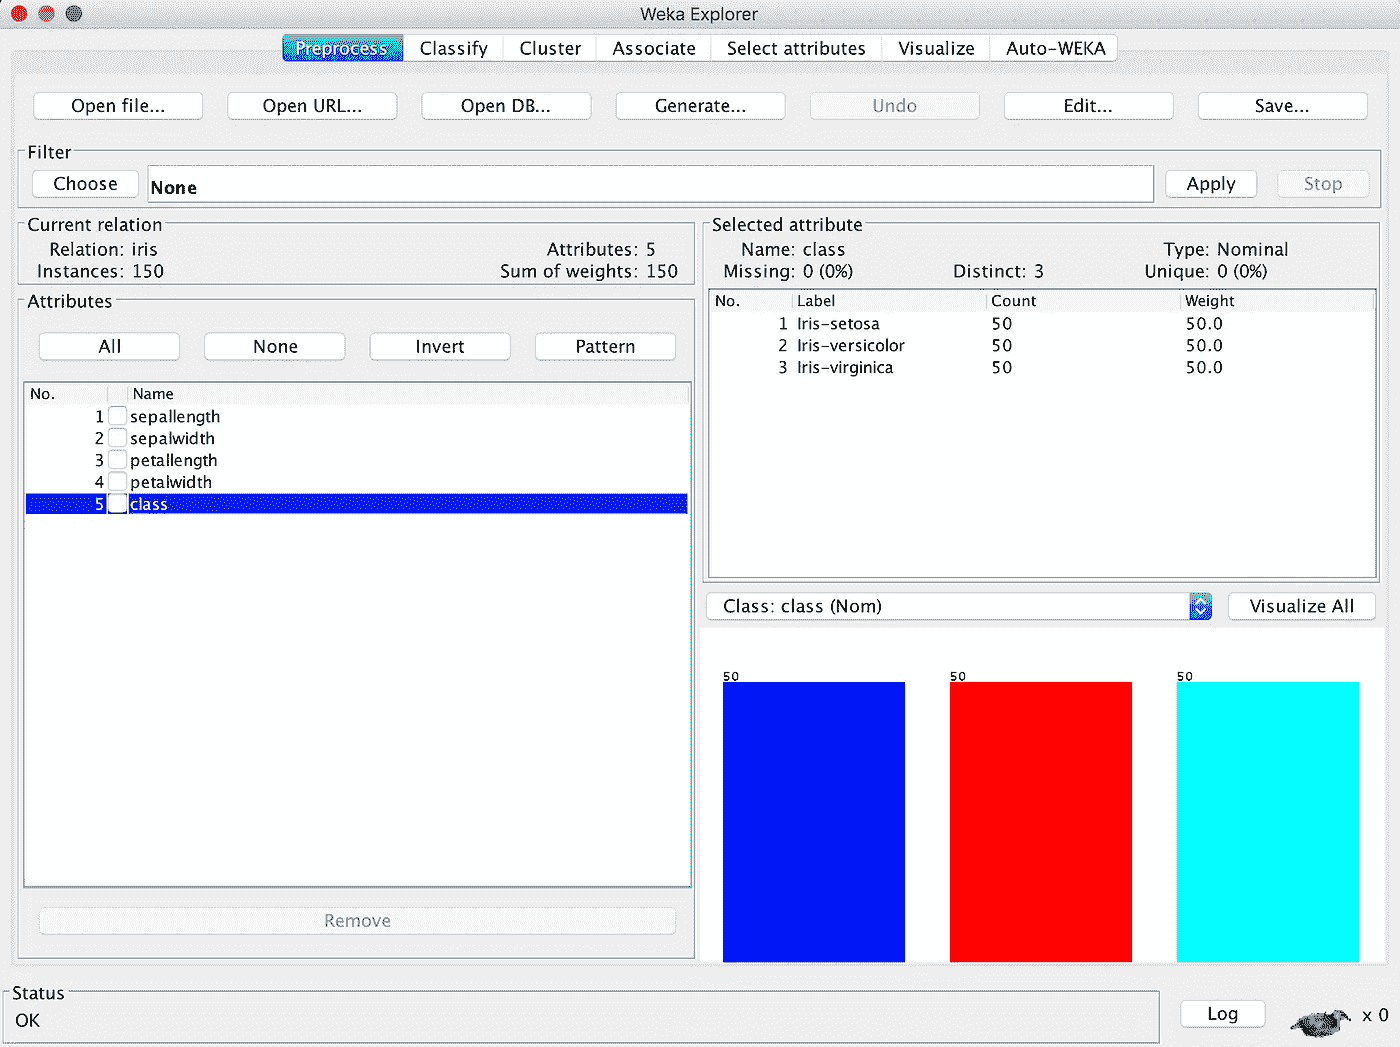 Weka Explorer
Preprocess Classify Cluster Associate Select attributes Visualize Auto-WEKA
Open file... Open URL... Open DB... Generate... Undo Edit... Save...
Filter
Choose None Apply Stop
Current relation
Relation: iris Attributes: 5
Instances: 150 Sum of weights: 150
Attributes
All None Invert Pattern
No. Name
1 sepallength
2 sepalwidth
3 petallength
4 petalwidth
5 class
Remove
Selected attribute
Name: class Type: Nominal
Missing: 0 (0%) Distinct: 3 Unique: 0 (0%)
No. Label Count Weight
1 Iris-setosa 50 50.0
2 Iris-versicolor 50 50.0
3 Iris-virginica 50 50.0
Class: class (Nom) Visualize All
50 50 50
Status
OK
Log x 0